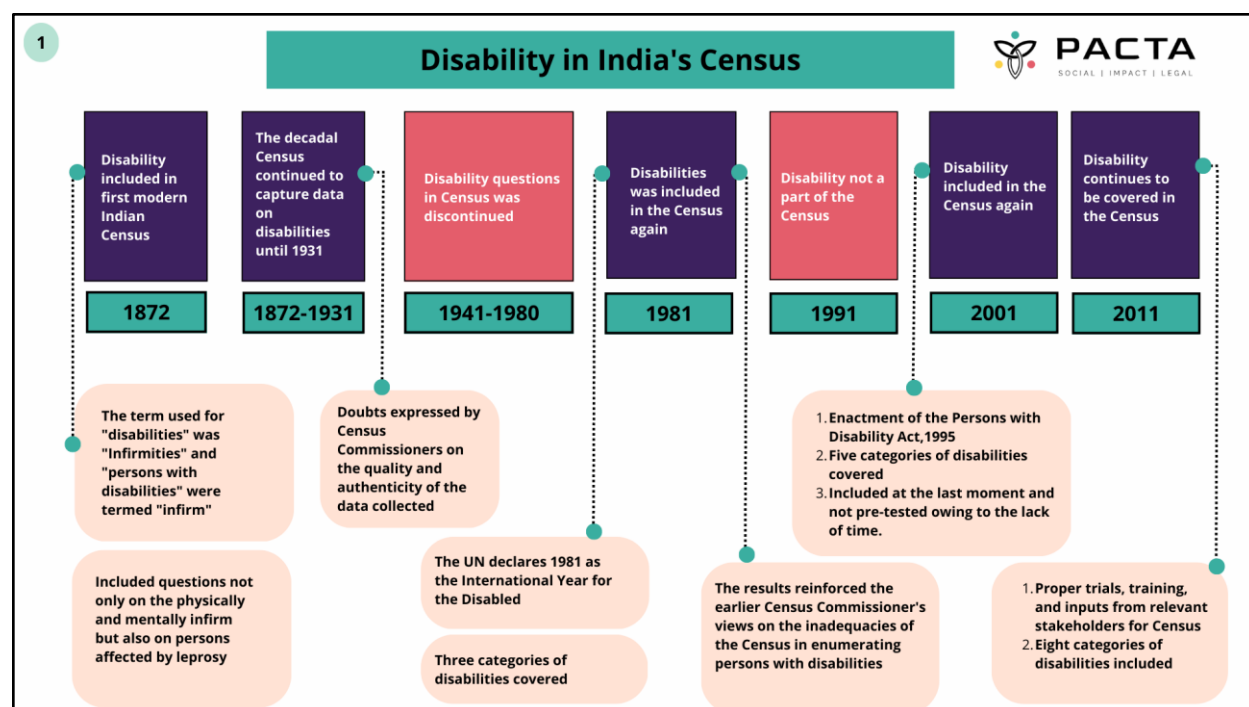 1
Disability in India's Census
PACTA
SOCIAL | IMPACT | LEGAL
Disability
included in
first modern
Indian
Census
The decadal
Census
continued to
capture data
on
disabilities
until 1931
Disability questions
in Census was
discontinued
Disabilities
was included
in the Census
again
Disability not a
part of the
Census
Disability
included in the
Census again
Disability
continues to
be covered in
the Census
1872
1872-1931
1941-1980
1981
1991
2001
2011
The term used for
"disabilities" was
"Infirmities" and
"persons with
disabilities" were
termed "infirm"
Included questions not
only on the physically
and mentally infirm
but also on persons
affected by leprosy
Doubts expressed by
Census
Commissioners on
the quality and
authenticity of the
data collected
The UN declares 1981 as
the International Year for
the Disabled
Three categories of
disabilities covered
The results reinforced the
earlier Census Commissioner's
views on the inadequacies of
the Census in enumerating
persons with disabilities
1. Enactment of the Persons with
Disability Act,1995
2. Five categories of disabilities
covered
3. Included at the last moment and
not pre-tested owing to the lack
of time.
1. Proper trials, training,
and inputs from relevant
stakeholders for Census
2. Eight categories of
disabilities included